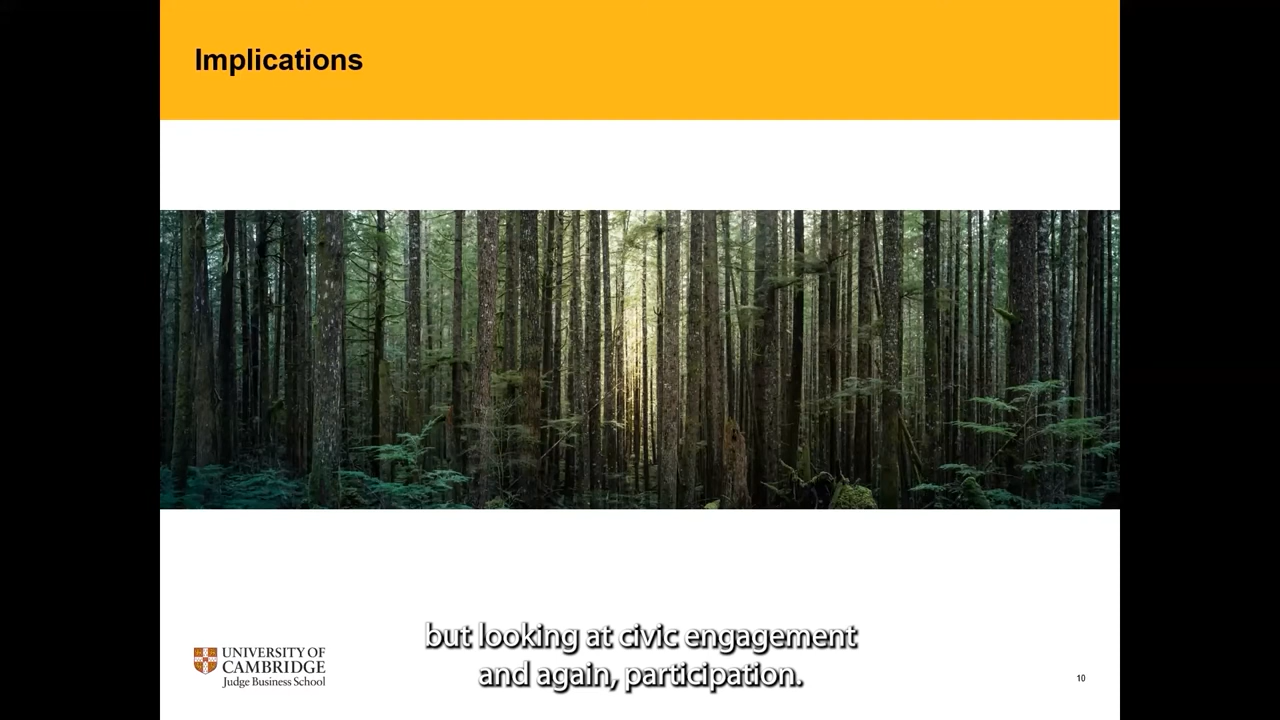 Implications
but looking at civic engagement
and again, participation.
UNIVERSITY OF
CAMBRIDGE
Judge Business School
10